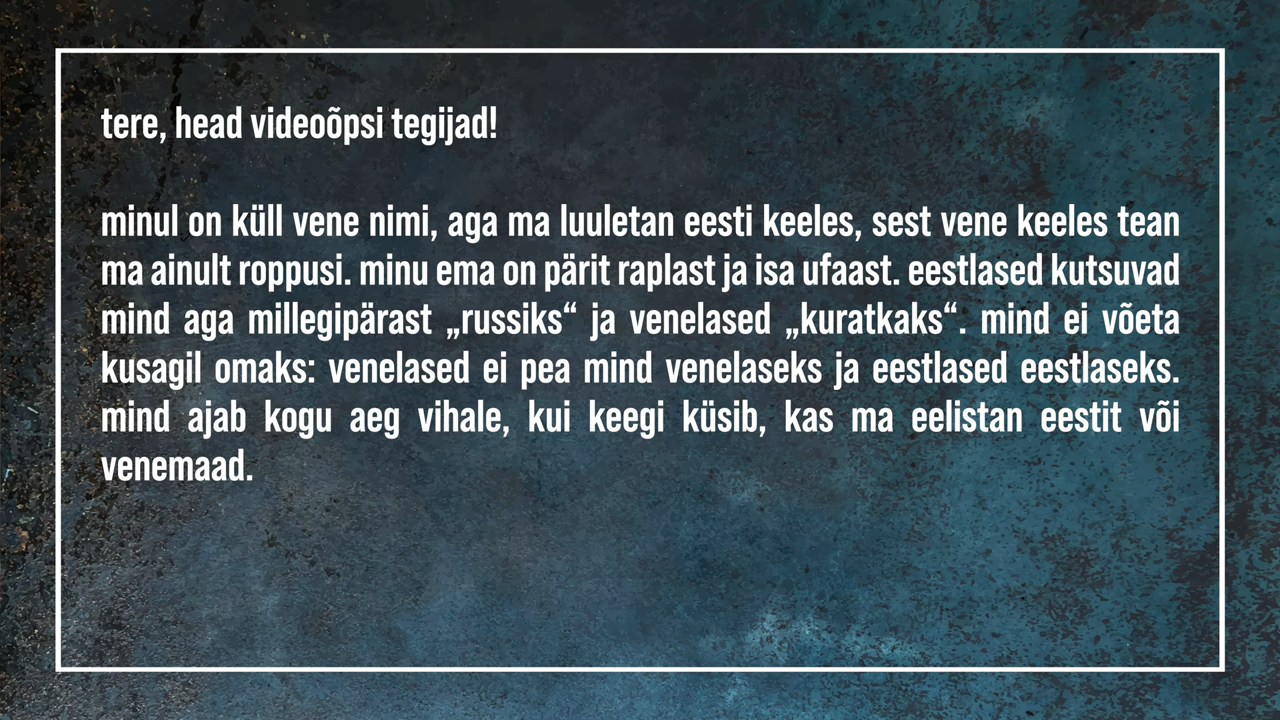 tere, head videoõpsi tegijad!
minul on küll vene nimi, aga ma luuletan eesti keeles, sest vene keeles tean
ma ainult roppusi. minu ema on pärit raplast ja isa ufaast. eestlased kutsuvad
mind aga millegipärast „russiks“ ja venelased „kuratkaks“. mind ei võeta
kusagil omaks: venelased ei pea mind venelaseks ja eestlased eestlaseks.
mind ajab kogu aeg vihale, kui keegi küsib, kas ma eelistan eestit või
venemaad.